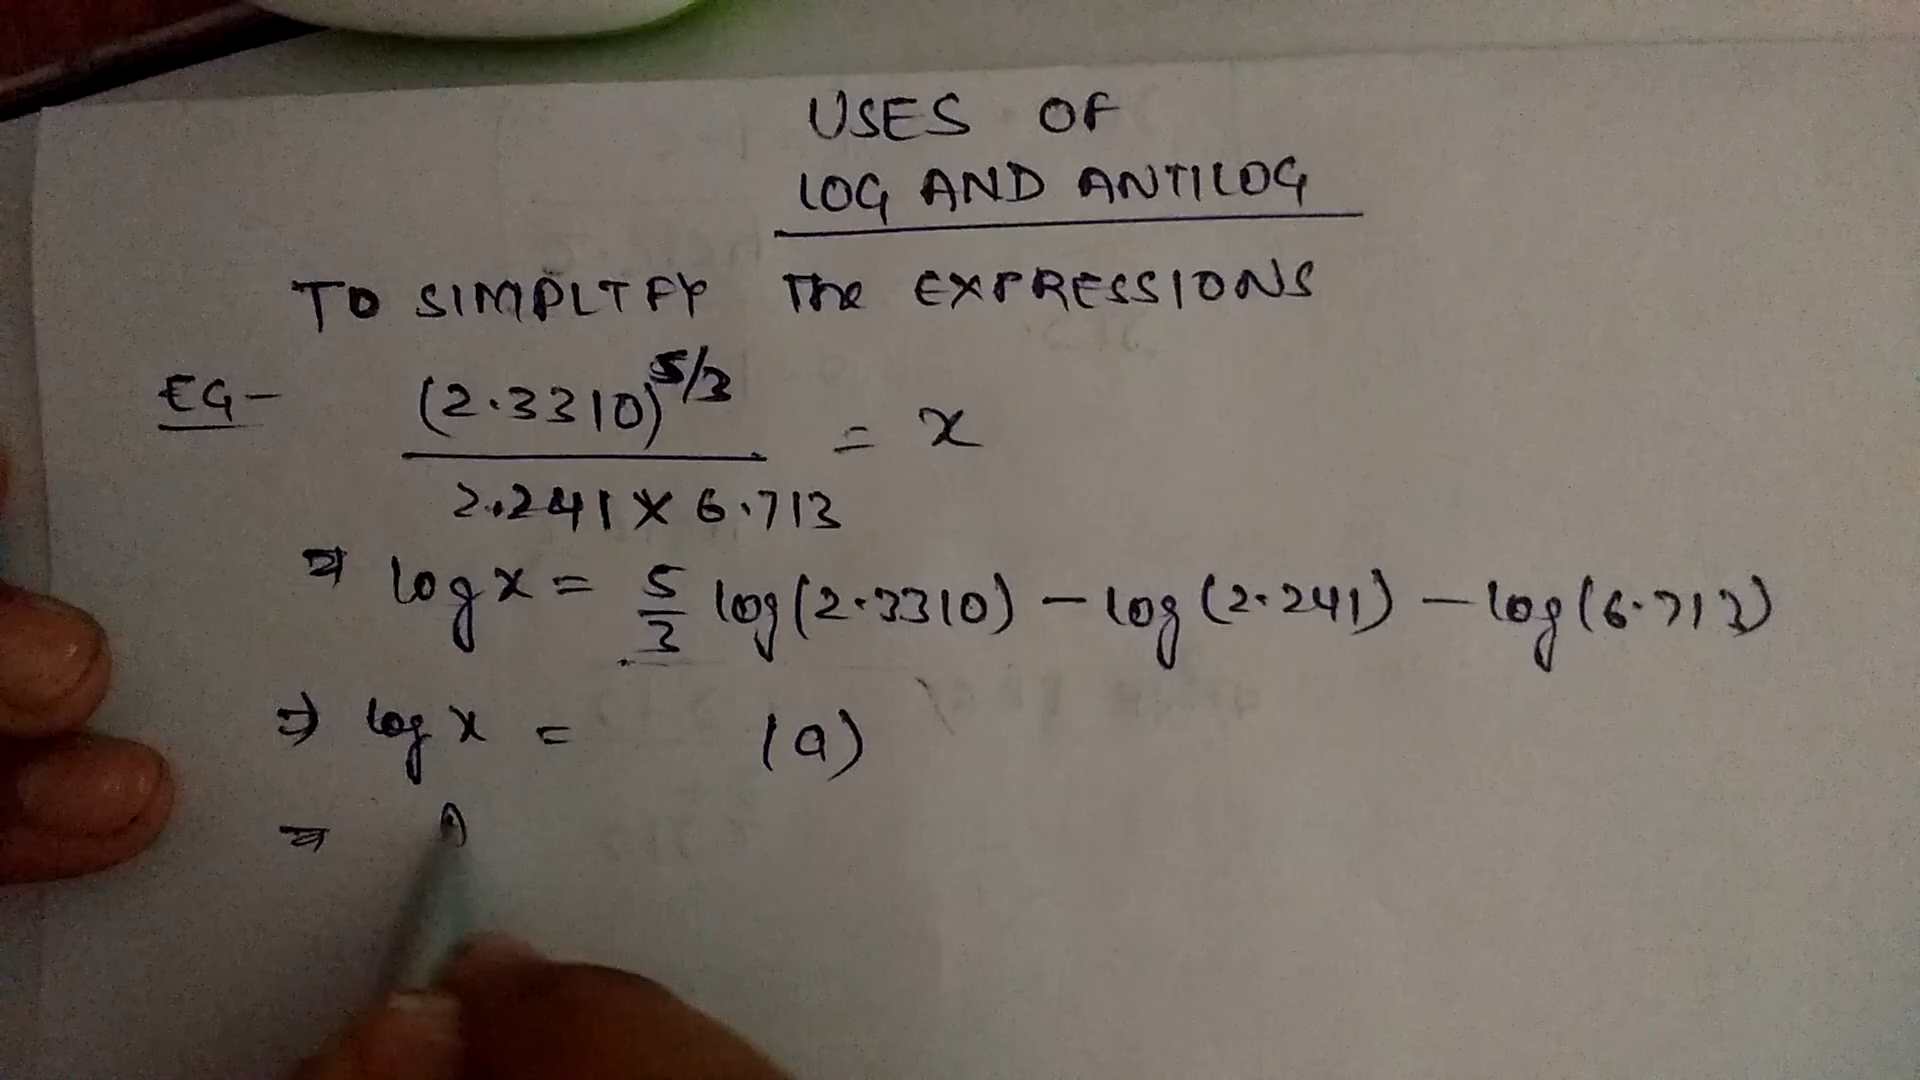 USES OF
LOG AND ANTILOG
TO SIMPLIFY The EXPRESSIONS
EG- (2.3310)^5/3 / 2.241 × 6.713 = x
⇒ log x = 5/3 log(2.3310) - log(2.241) - log(6.713)
⇒ log x = (a)
⇒ A